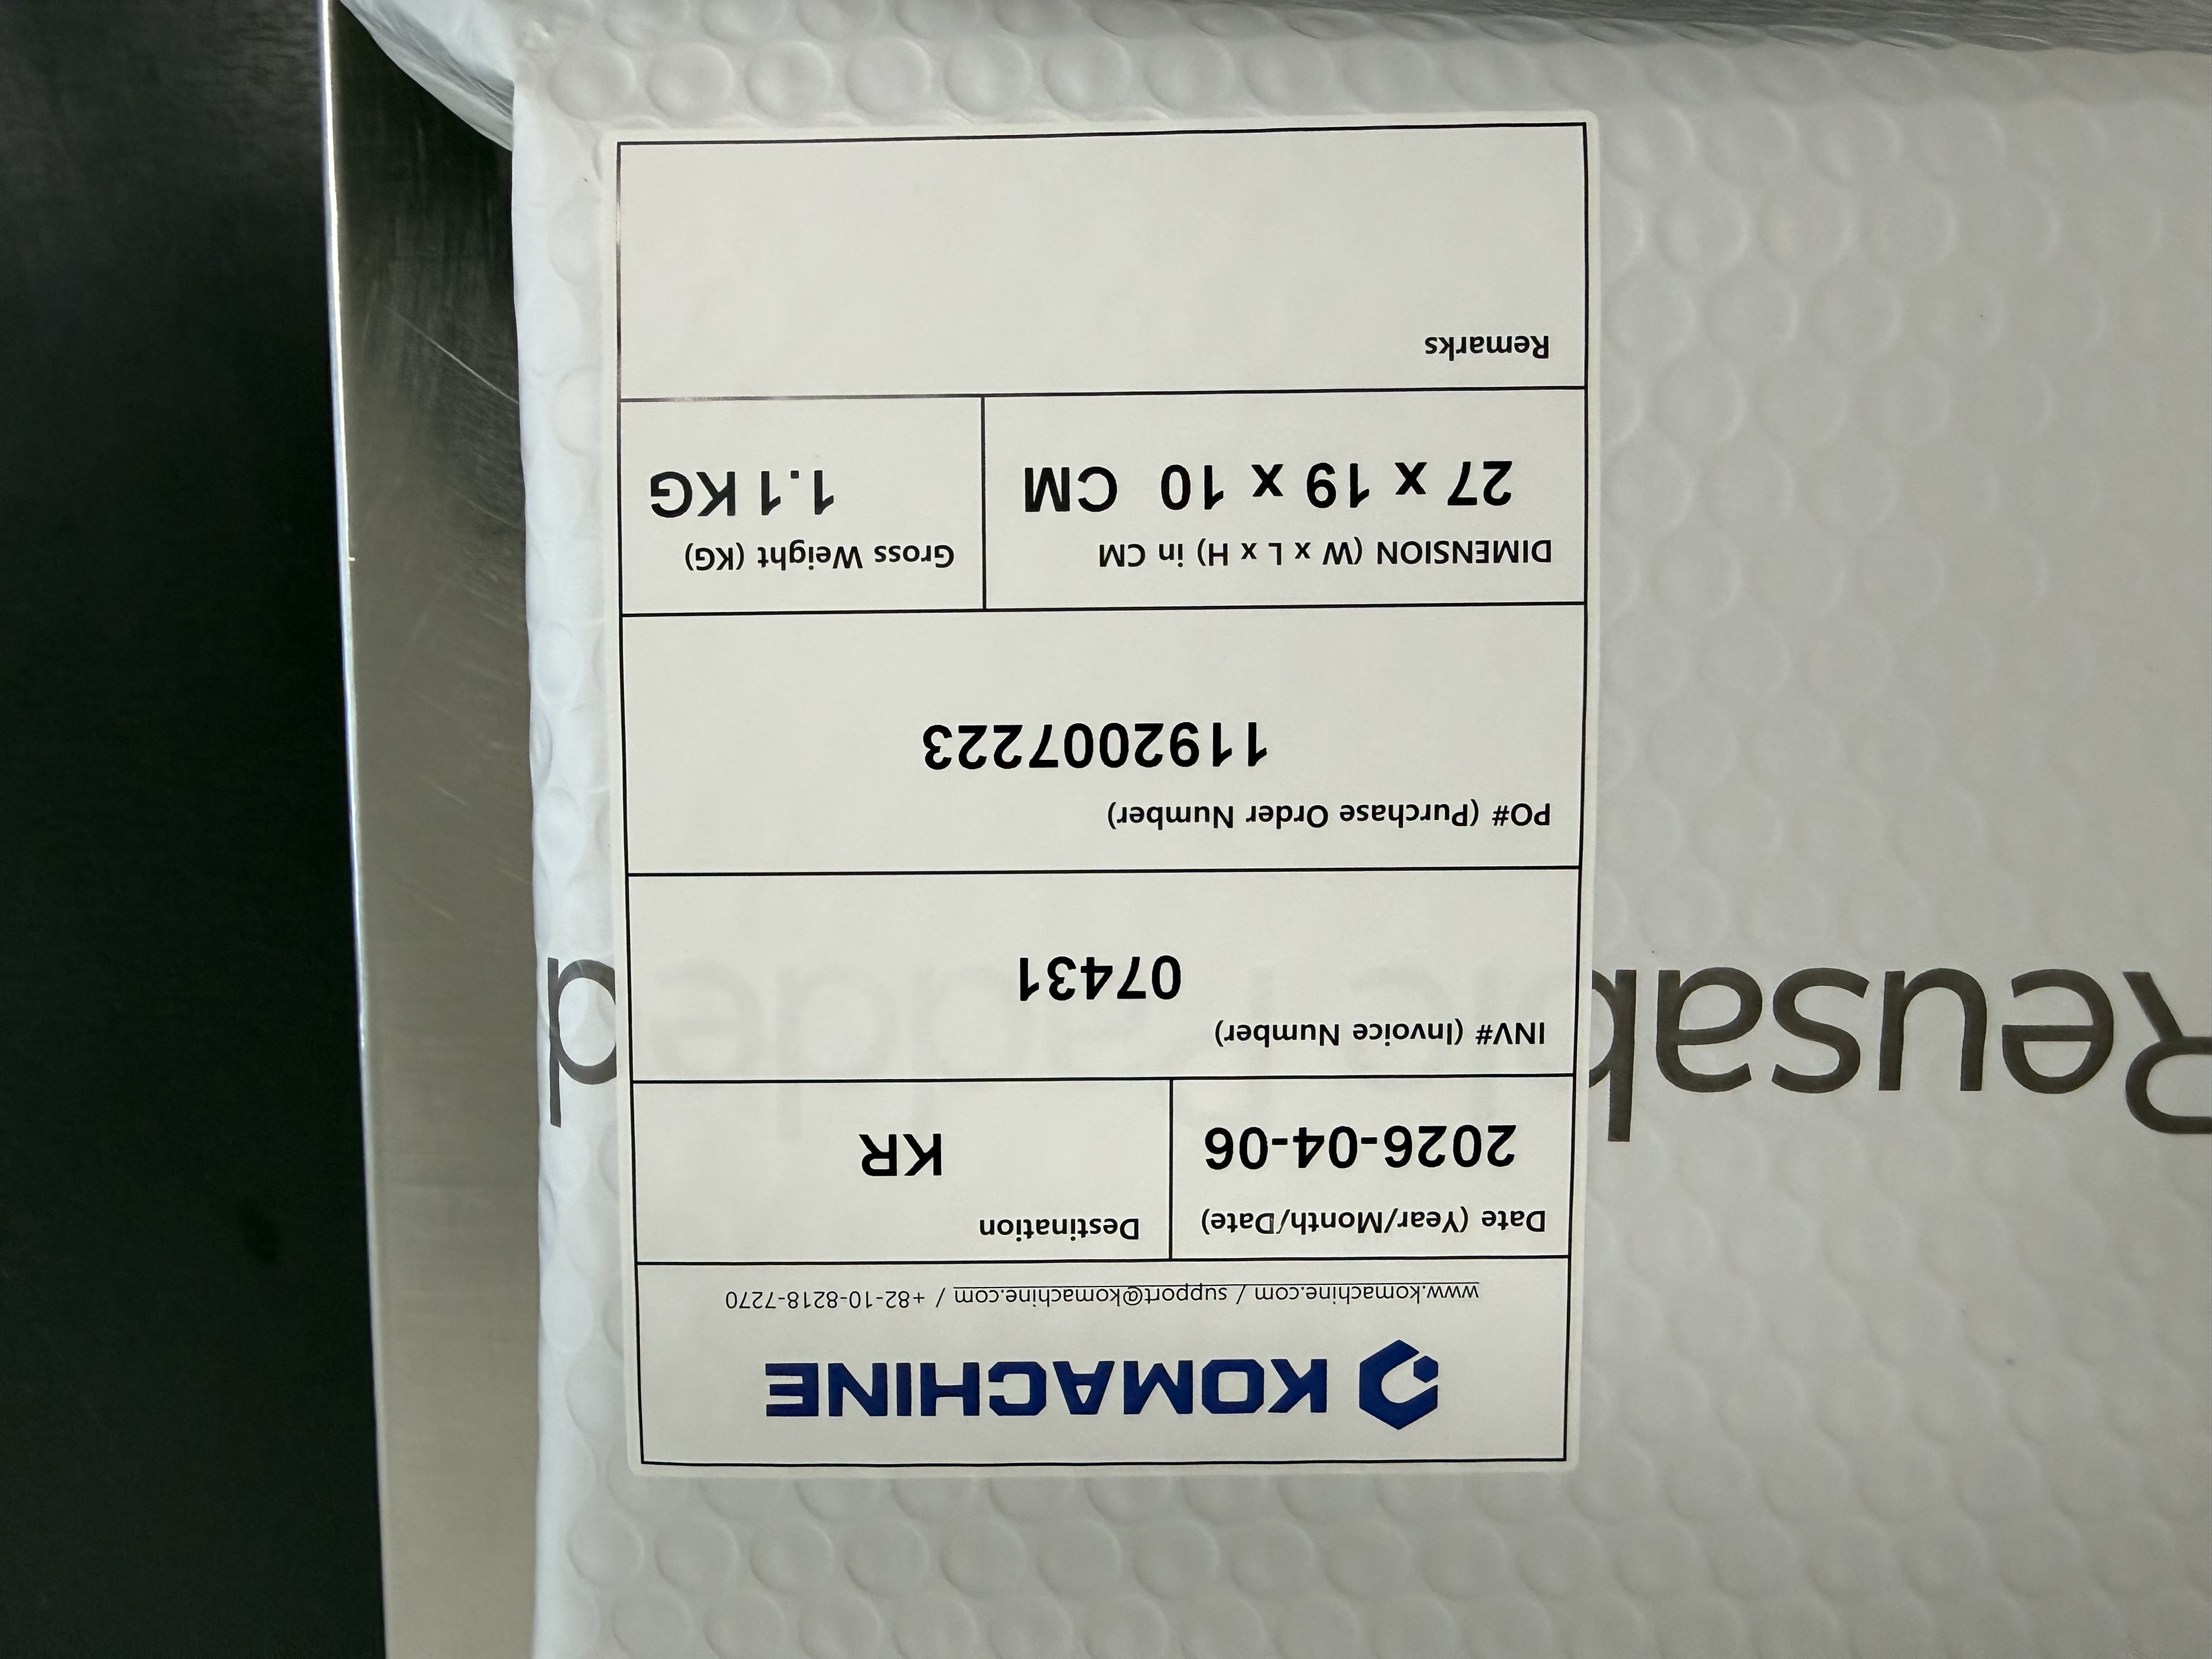 KOMACHINE
www.komachine.com / support@komachine.com / +82-10-8218-7270
Date (Year/Month/Date)
2026-04-06
Destination
KR
INV# (Invoice Number)
07431
PO# (Purchase Order Number)
1192007223
DIMENSION (W x L x H) in CM
27 x 19 x 10 CM
Gross Weight (KG)
1.1 KG
Remarks